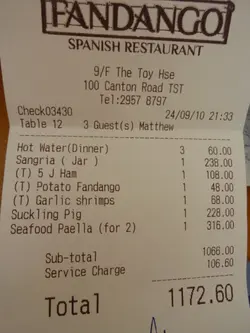 FANDANGO
SPANISH RESTAURANT
9/F The Toy Hse
100 Canton Road TST
Tel:2957 8797
Check03430 24/09/10 21:33
Table 12 3 Guest(s) Matthew
Hot Water(Dinner) 3 60.00
Sangria ( Jar ) 1 238.00
(T) 5 J Ham 1 108.00
(T) Potato Fandango 1 48.00
(T) Garlic shrimps 1 68.00
Suckling Pig 1 228.00
Seafood Paella (for 2) 1 316.00
Sub-total 1066.00
Service Charge 106.60
Total 1172.60